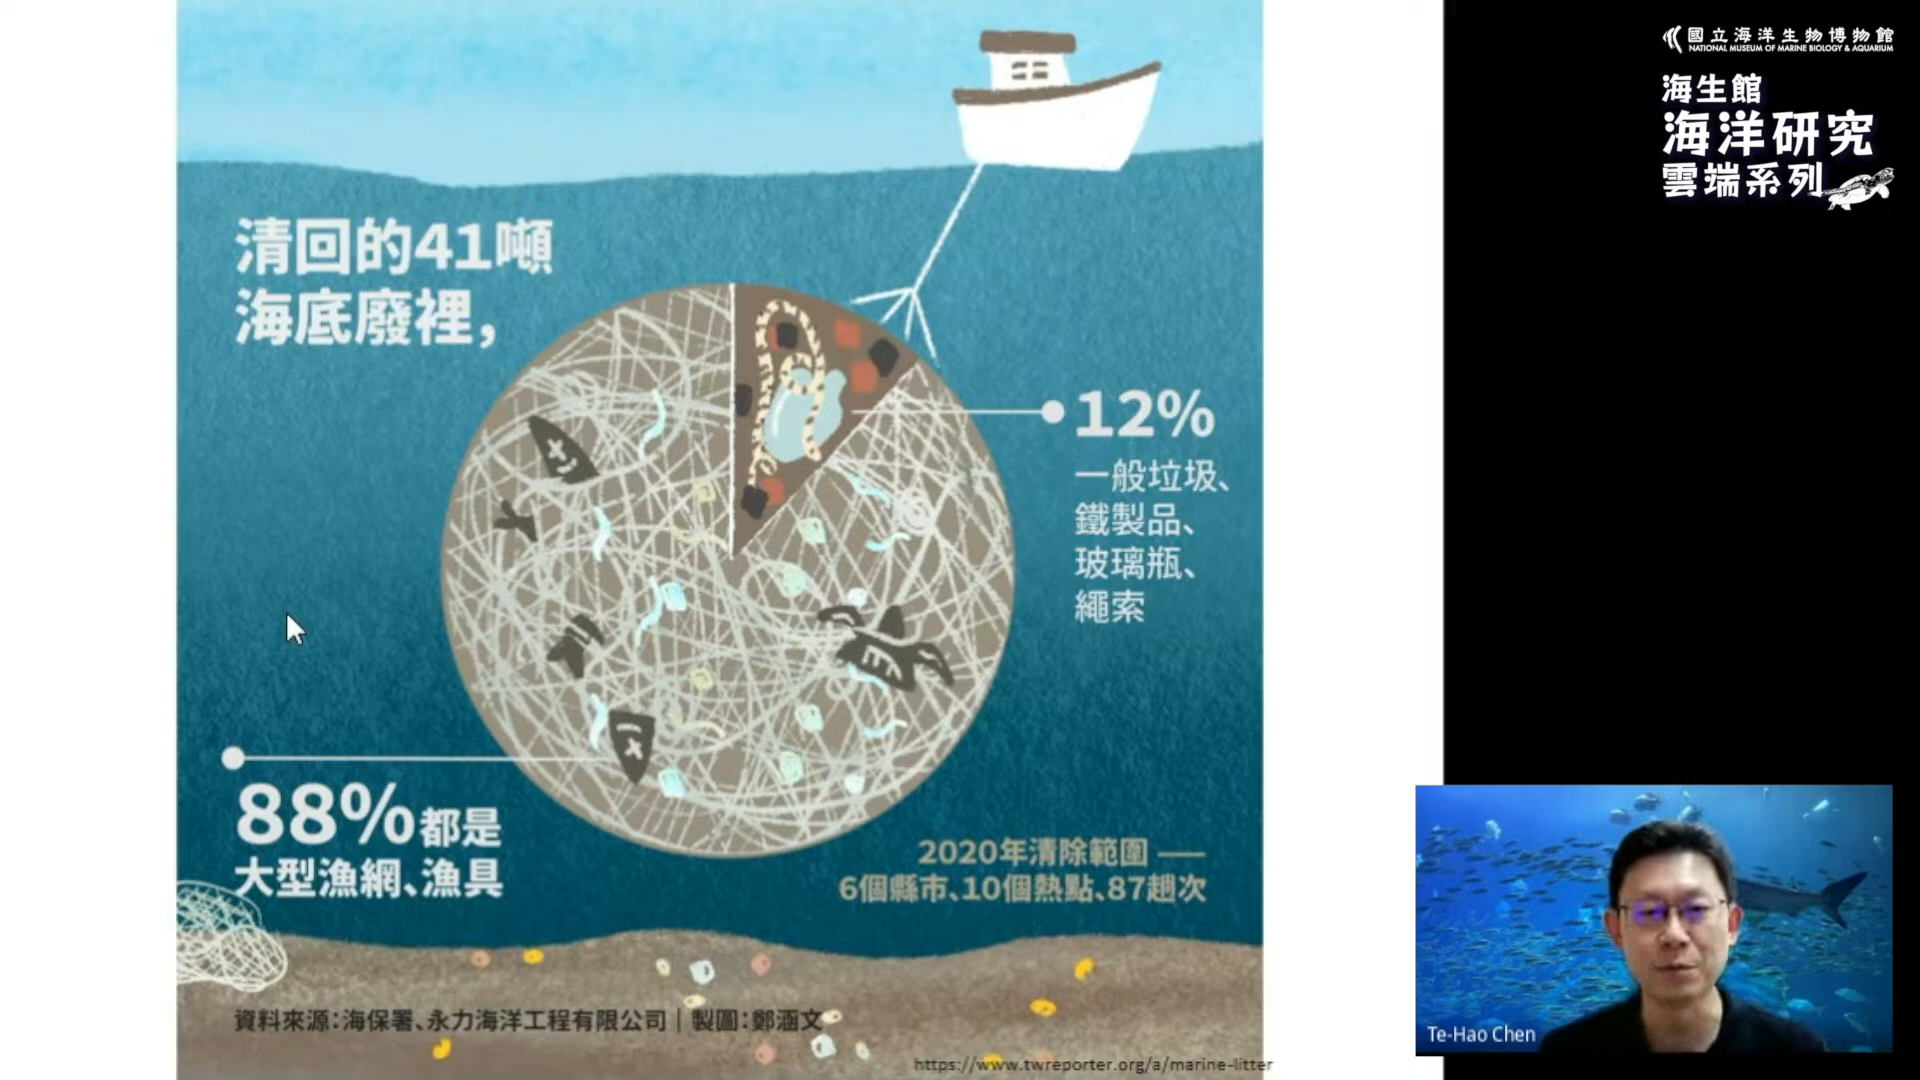 清回的41噸
海底廢裡，
12%
一般垃圾、
鐵製品、
玻璃瓶、
繩索
88%都是
大型漁網、漁具
2020年清除範圍 ——
6個縣市、10個熱點、87趟次
資料來源：海保署、永力海洋工程有限公司｜製圖：鄭涵文
https://www.twreporter.org/a/marine-litter
國立海洋生物博物館
NATIONAL MUSEUM OF MARINE BIOLOGY & AQUARIUM
海生館
海洋研究
雲端系列
Te-Hao Chen